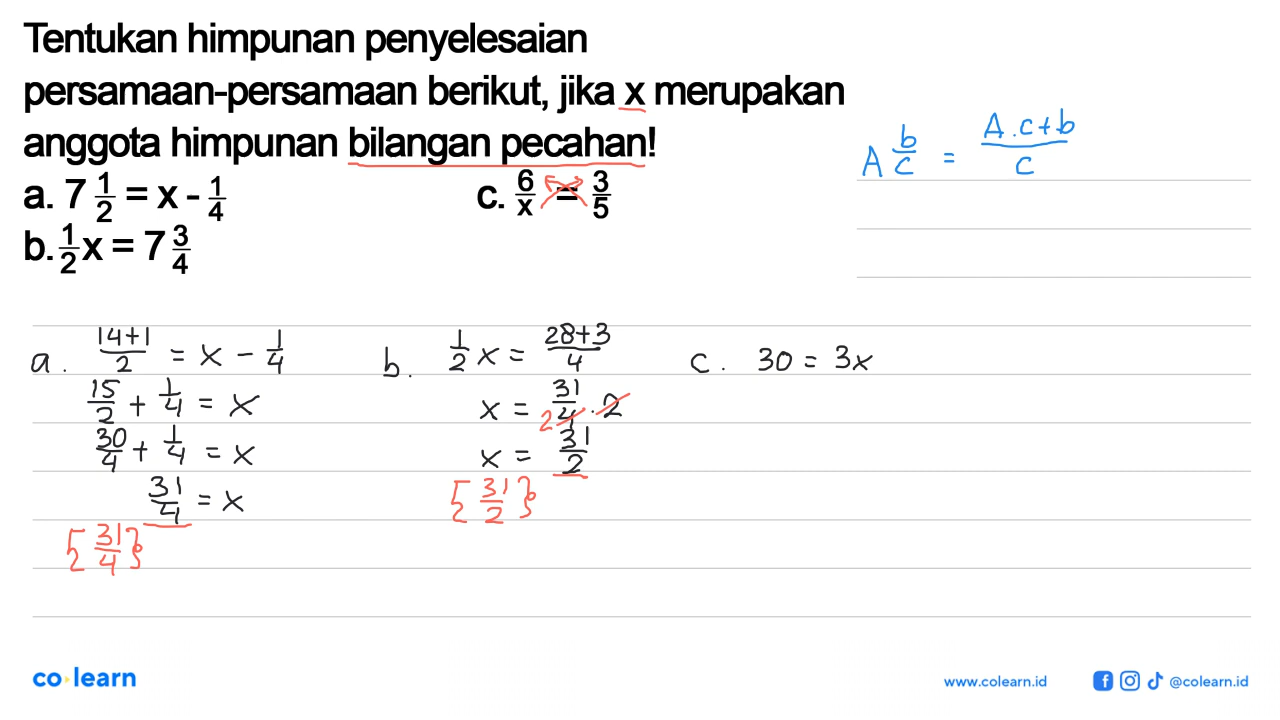 Tentukan himpunan penyelesaian
persamaan-persamaan berikut, jika x merupakan
anggota himpunan bilangan pecahan!
a. 7 1/2 = x - 1/4
c. 6/x = 3/5
b. 1/2 x = 7 3/4
A b/c = A.c+b/c
a. 14+1/2 = x - 1/4
15/2 + 1/4 = x
30/4 + 1/4 = x
31/4 = x
{31/4}
b. 1/2 x = 28+3/4
x = 31/4 . 2
2
x = 31/2
{31/2}
c. 30 = 3x
co learn
www.colearn.id
@colearn.id